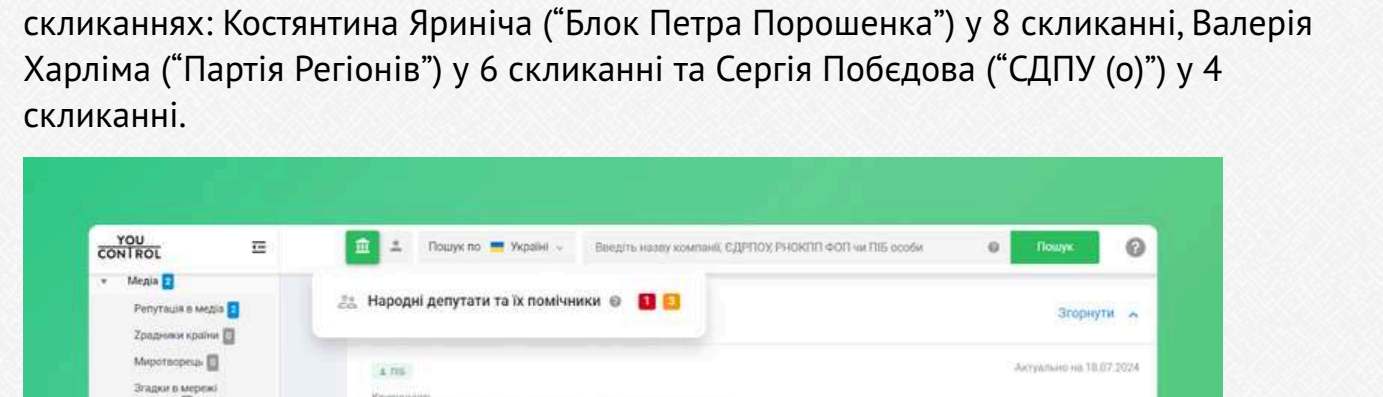 скликаннях: Костянтина Яриніча (“Блок Петра Порошенка”) у 8 скликанні, Валерія
Харліма (“Партія Регіонів”) у 6 скликанні та Сергія Побєдова (“СДПУ (о)”) у 4
скликанні.
YOU
CONTROL
Пошук по Україні
Введіть назву компанії, ЄДРПОУ, РНОКПП ФОП чи ПІБ особи
Пошук
Медіа 2
Народні депутати та їх помічники 1 3
Репутація в медіа 2
Згорнути
Zрадники країни 0
Миротворець 0
ПІБ
Актуально на 18.07.2024
Згадки в мережі